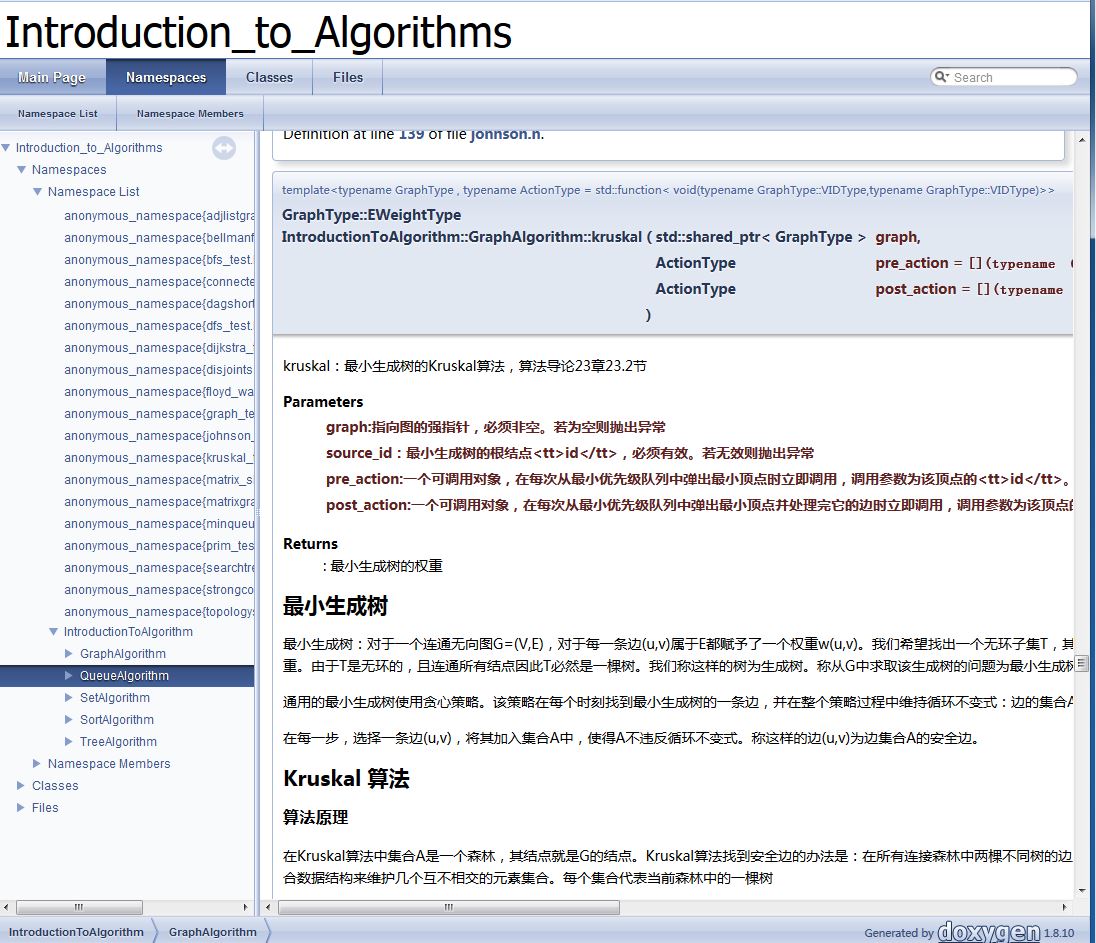 Introduction_to_Algorithms
Main Page
Namespaces
Classes
Files
Search
Namespace List
Namespace Members
Introduction_to_Algorithms
Namespaces
Namespace List
anonymous_namespace{adjlistgra
anonymous_namespace{bellmanf
anonymous_namespace{bfs_test.
anonymous_namespace{connecte
anonymous_namespace{dagshort
anonymous_namespace{dfs_test.
anonymous_namespace{dijkstra_
anonymous_namespace{disjoints
anonymous_namespace{floyd_wa
anonymous_namespace{graph_te
anonymous_namespace{johnson_
anonymous_namespace{kruskal_
anonymous_namespace{matrix_s
anonymous_namespace{matrixgra
anonymous_namespace{minqueu
anonymous_namespace{prim_tes
anonymous_namespace{searchtre
anonymous_namespace{strongco
anonymous_namespace{topology
IntroductionToAlgorithm
GraphAlgorithm
QueueAlgorithm
SetAlgorithm
SortAlgorithm
TreeAlgorithm
Namespace Members
Classes
Files
Definition at line 139 of file johnson.h.
template<typename GraphType , typename ActionType = std::function< void(typename GraphType::VIDType,typename GraphType::VIDType)>>
GraphType::EWeightType
IntroductionToAlgorithm::GraphAlgorithm::kruskal ( std::shared_ptr< GraphType > graph,
ActionType pre_action = [](typename
ActionType post_action = [](typename
)
kruskal：最小生成树的Kruskal算法，算法导论23章23.2节
Parameters
graph:指向图的强指针，必须非空。若为空则抛出异常
source_id：最小生成树的根结点<tt>id</tt>，必须有效。若无效则抛出异常
pre_action:一个可调用对象，在每次从最小优先级队列中弹出最小顶点时立即调用，调用参数为该顶点的<tt>id</tt>。
post_action:一个可调用对象，在每次从最小优先级队列中弹出最小顶点并处理完它的边时立即调用，调用参数为该顶点的
Returns
: 最小生成树的权重
最小生成树
最小生成树：对于一个连通无向图G=(V,E)，对于每一条边(u,v)属于E都赋予了一个权重w(u,v)。我们希望找出一个无环子集T，其
重。由于T是无环的，且连通所有结点因此T必然是一棵树。我们称这样的树为生成树。称从G中求取该生成树的问题为最小生成树
通用的最小生成树使用贪心策略。该策略在每个时刻找到最小生成树的一条边，并在整个策略过程中维持循环不变式：边的集合A
在每一步，选择一条边(u,v)，将其加入集合A中，使得A不违反循环不变式。称这样的边(u,v)为边集合A的安全边。
Kruskal 算法
算法原理
在Kruskal算法中集合A是一个森林，其结点就是G的结点。Kruskal算法找到安全边的办法是：在所有连接森林中两棵不同树的边
合数据结构来维护几个互不相交的元素集合。每个集合代表当前森林中的一棵树
IntroductionToAlgorithm
GraphAlgorithm
Generated by doxygen 1.8.10